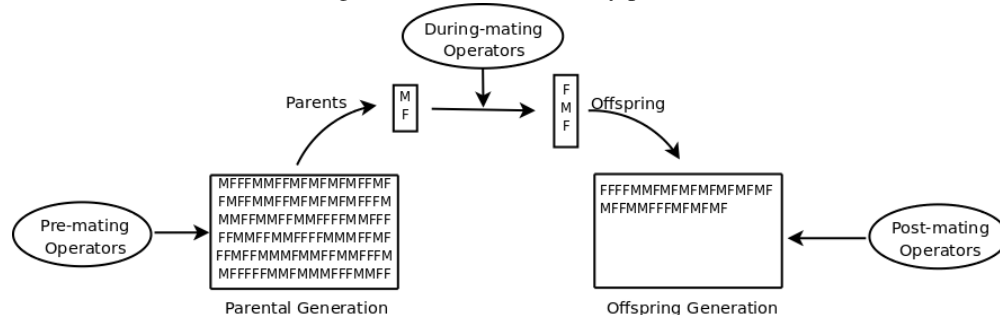 During-mating
Operators
M
F
F
M
F
Parents
Offspring
MFFFMMFFMFMFMFMFFMF
FMFFMMFFMFMFMFMFFFM
MMFFMMFFMMFFFFMMFFF
FFMMFFMMFFFFMMMFFMF
FFMFFMMMFMMFFMMFFFM
MFFFFFMMFMMMFFFMMFF
FFFFMMFMFMFMFMFMFMF
MFFMMFFFMFMFMF
Pre-mating
Operators
Post-mating
Operators
Parental Generation
Offspring Generation